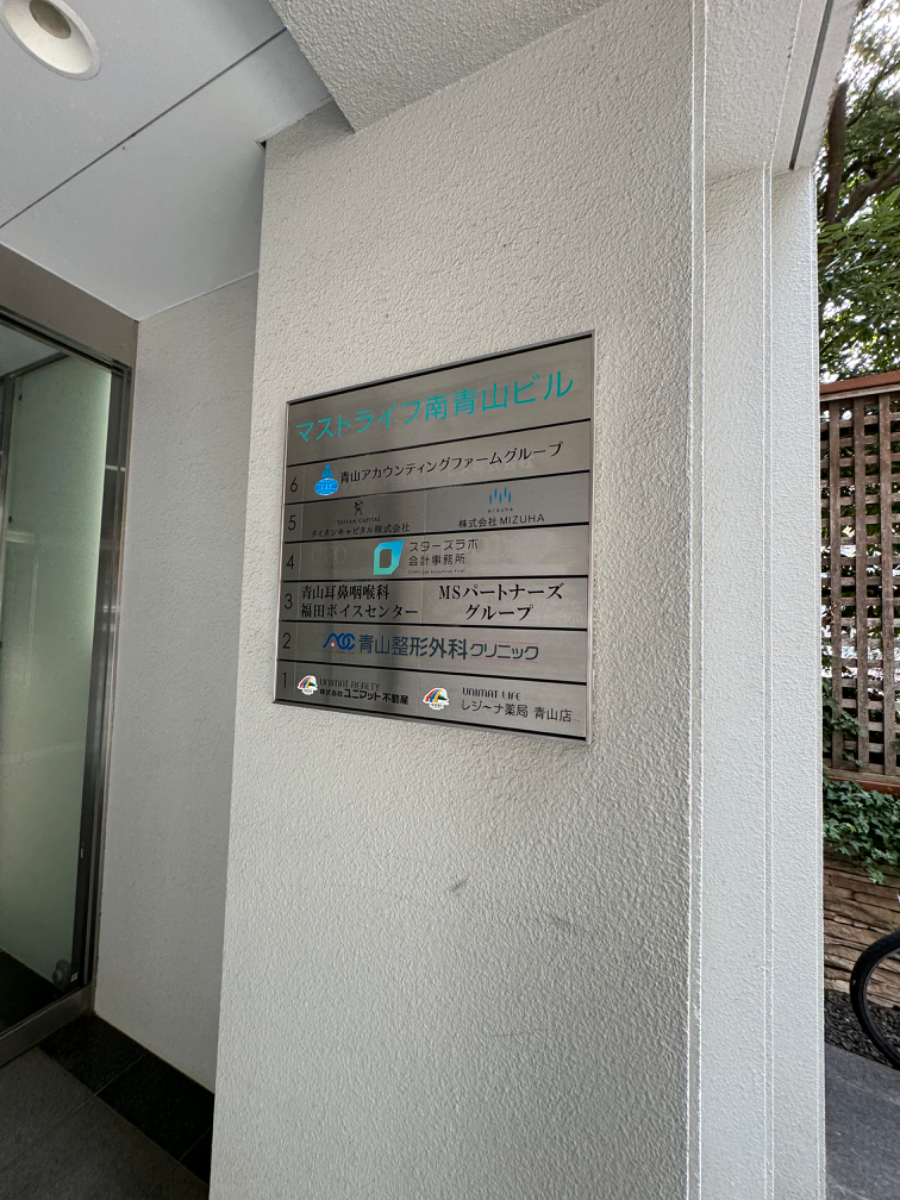 マストライフ南青山ビル
6 青山アカウンティングファームグループ
5
TAITAN CAPITAL
タイタンキャピタル株式会社
mizuha
株式会社 MIZUHA
4
スターズラボ
会計事務所
3
青山耳鼻咽喉科
福田ボイスセンター
MSパートナーズ
グループ
2 AOC 青山整形外科クリニック
1
UNIMAT REALTY
株式会社ユニマット不動産
UNIMAT LIFE
レジーナ薬局 青山店